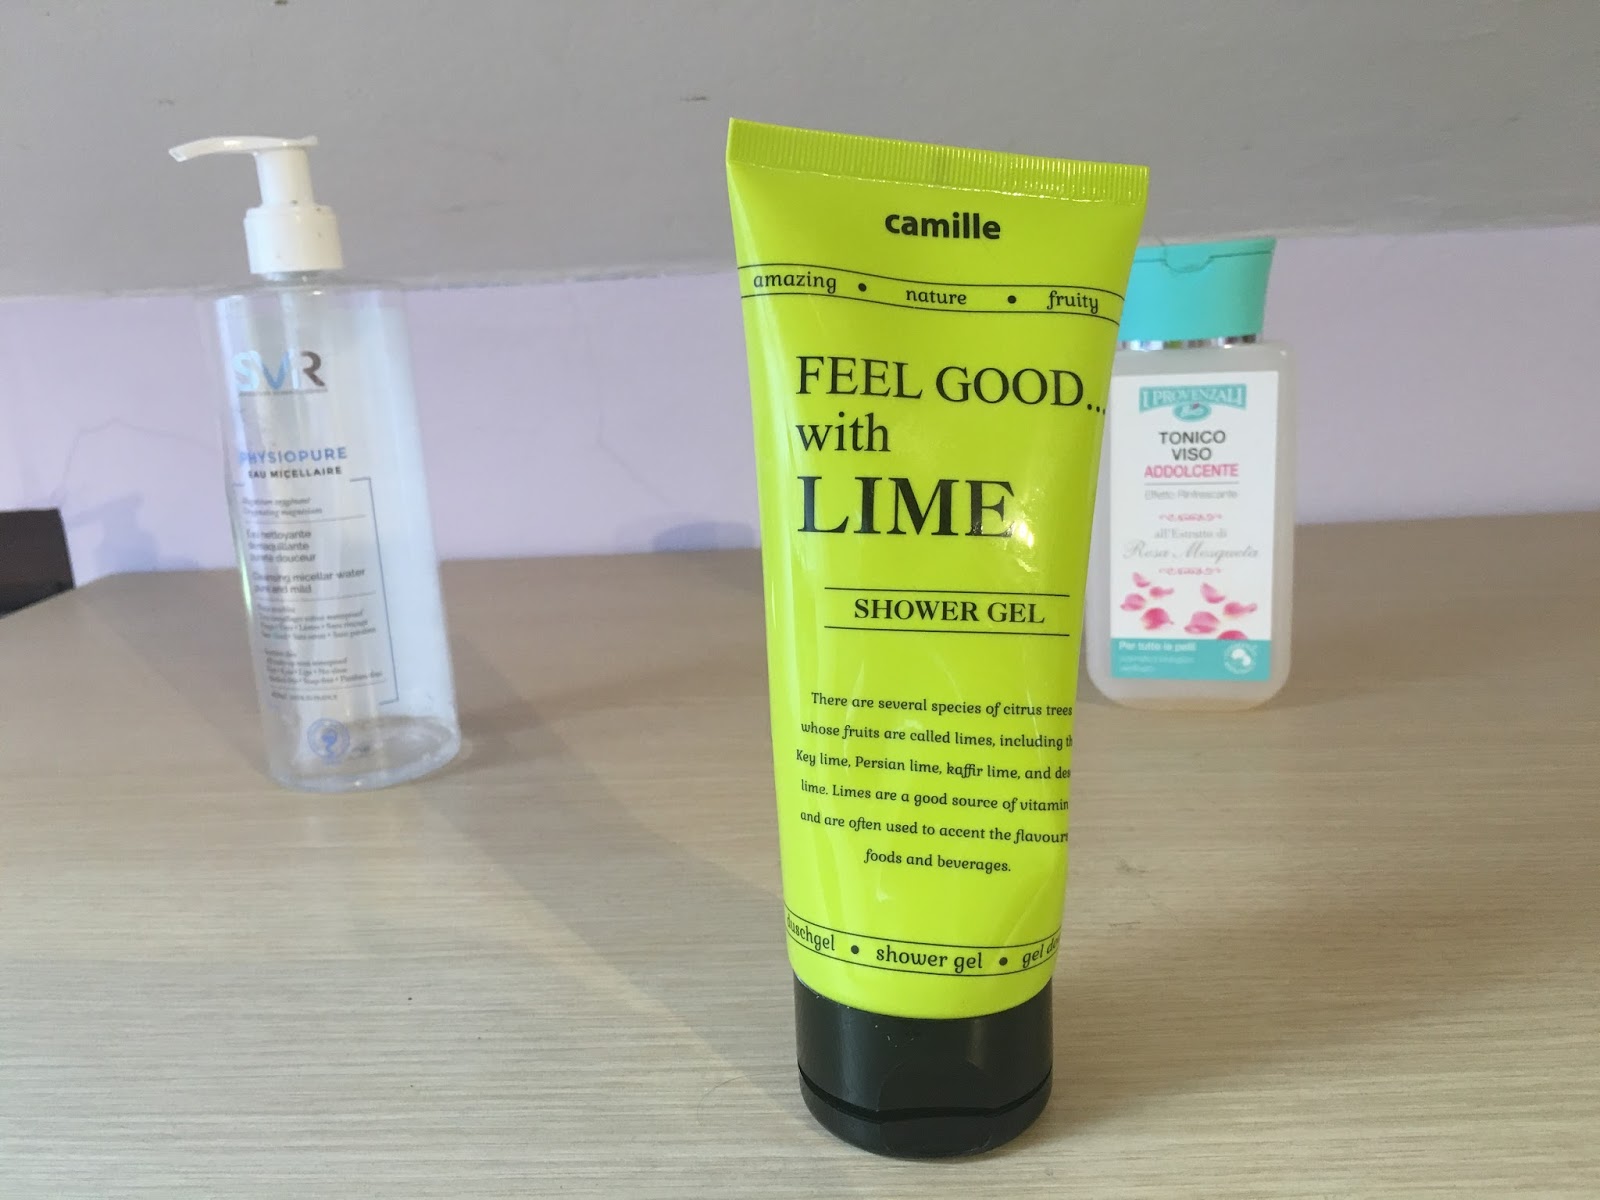 camille
amazing • nature • fruity
FEEL GOOD...
with
LIME
SHOWER GEL
There are several species of citrus trees
whose fruits are called limes, including
Key lime, Persian lime, kaffir lime, and
lime. Limes are a good source of vitamin
and are often used to accent the flavour
foods and beverages.
duschgel • shower gel • gel
SVR
PHYSIOPURE
EAU MICELLAIRE
Eau nettoyante
démaquillante
pureté douceur
Cleansing micellar water
pure and mild
I PROVENZALI
Bio
TONICO
VISO
ADDOLCENTE
Effetto Rinfrescante
all'Estratto di
Rosa Mosqueta
Per tutte le pelli